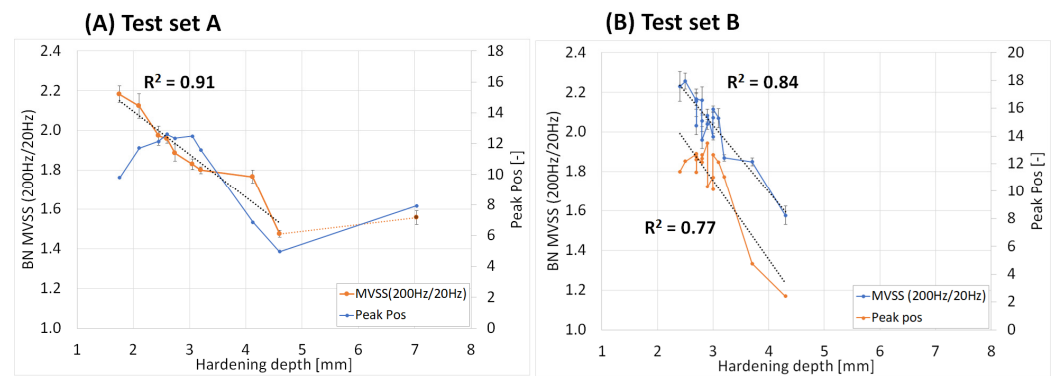 (A) Test set A
BN MVSS (200Hz/20Hz)
2.4
2.2
2.0
1.8
1.6
1.4
1.2
1.0
R² = 0.91
MVSS(200Hz/20Hz)
Peak Pos
18
16
14
12
10
8
6
4
2
0
Peak Pos [-]
1 2 3 4 5 6 7 8
Hardening depth [mm]
(B) Test set B
BN MVSS (200Hz/20Hz)
2.4
2.2
2.0
1.8
1.6
1.4
1.2
1.0
R² = 0.84
R² = 0.77
MVSS (200Hz/20Hz)
Peak pos
20
18
16
14
12
10
8
6
4
2
0
Peak Pos [-]
1 2 3 4 5 6 7 8
Hardening depth [mm]